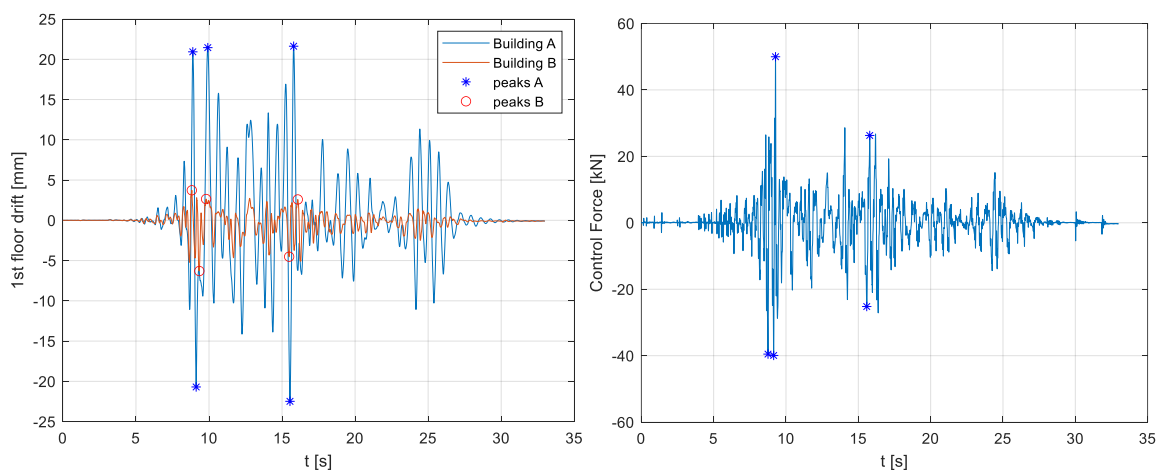 25
20
15
10
5
0
-5
-10
-15
-20
-25
1st floor drift [mm]
0 5 10 15 20 25 30 35
t [s]
Building A
Building B
peaks A
peaks B
60
40
20
0
-20
-40
-60
Control Force [kN]
0 5 10 15 20 25 30 35
t [s]